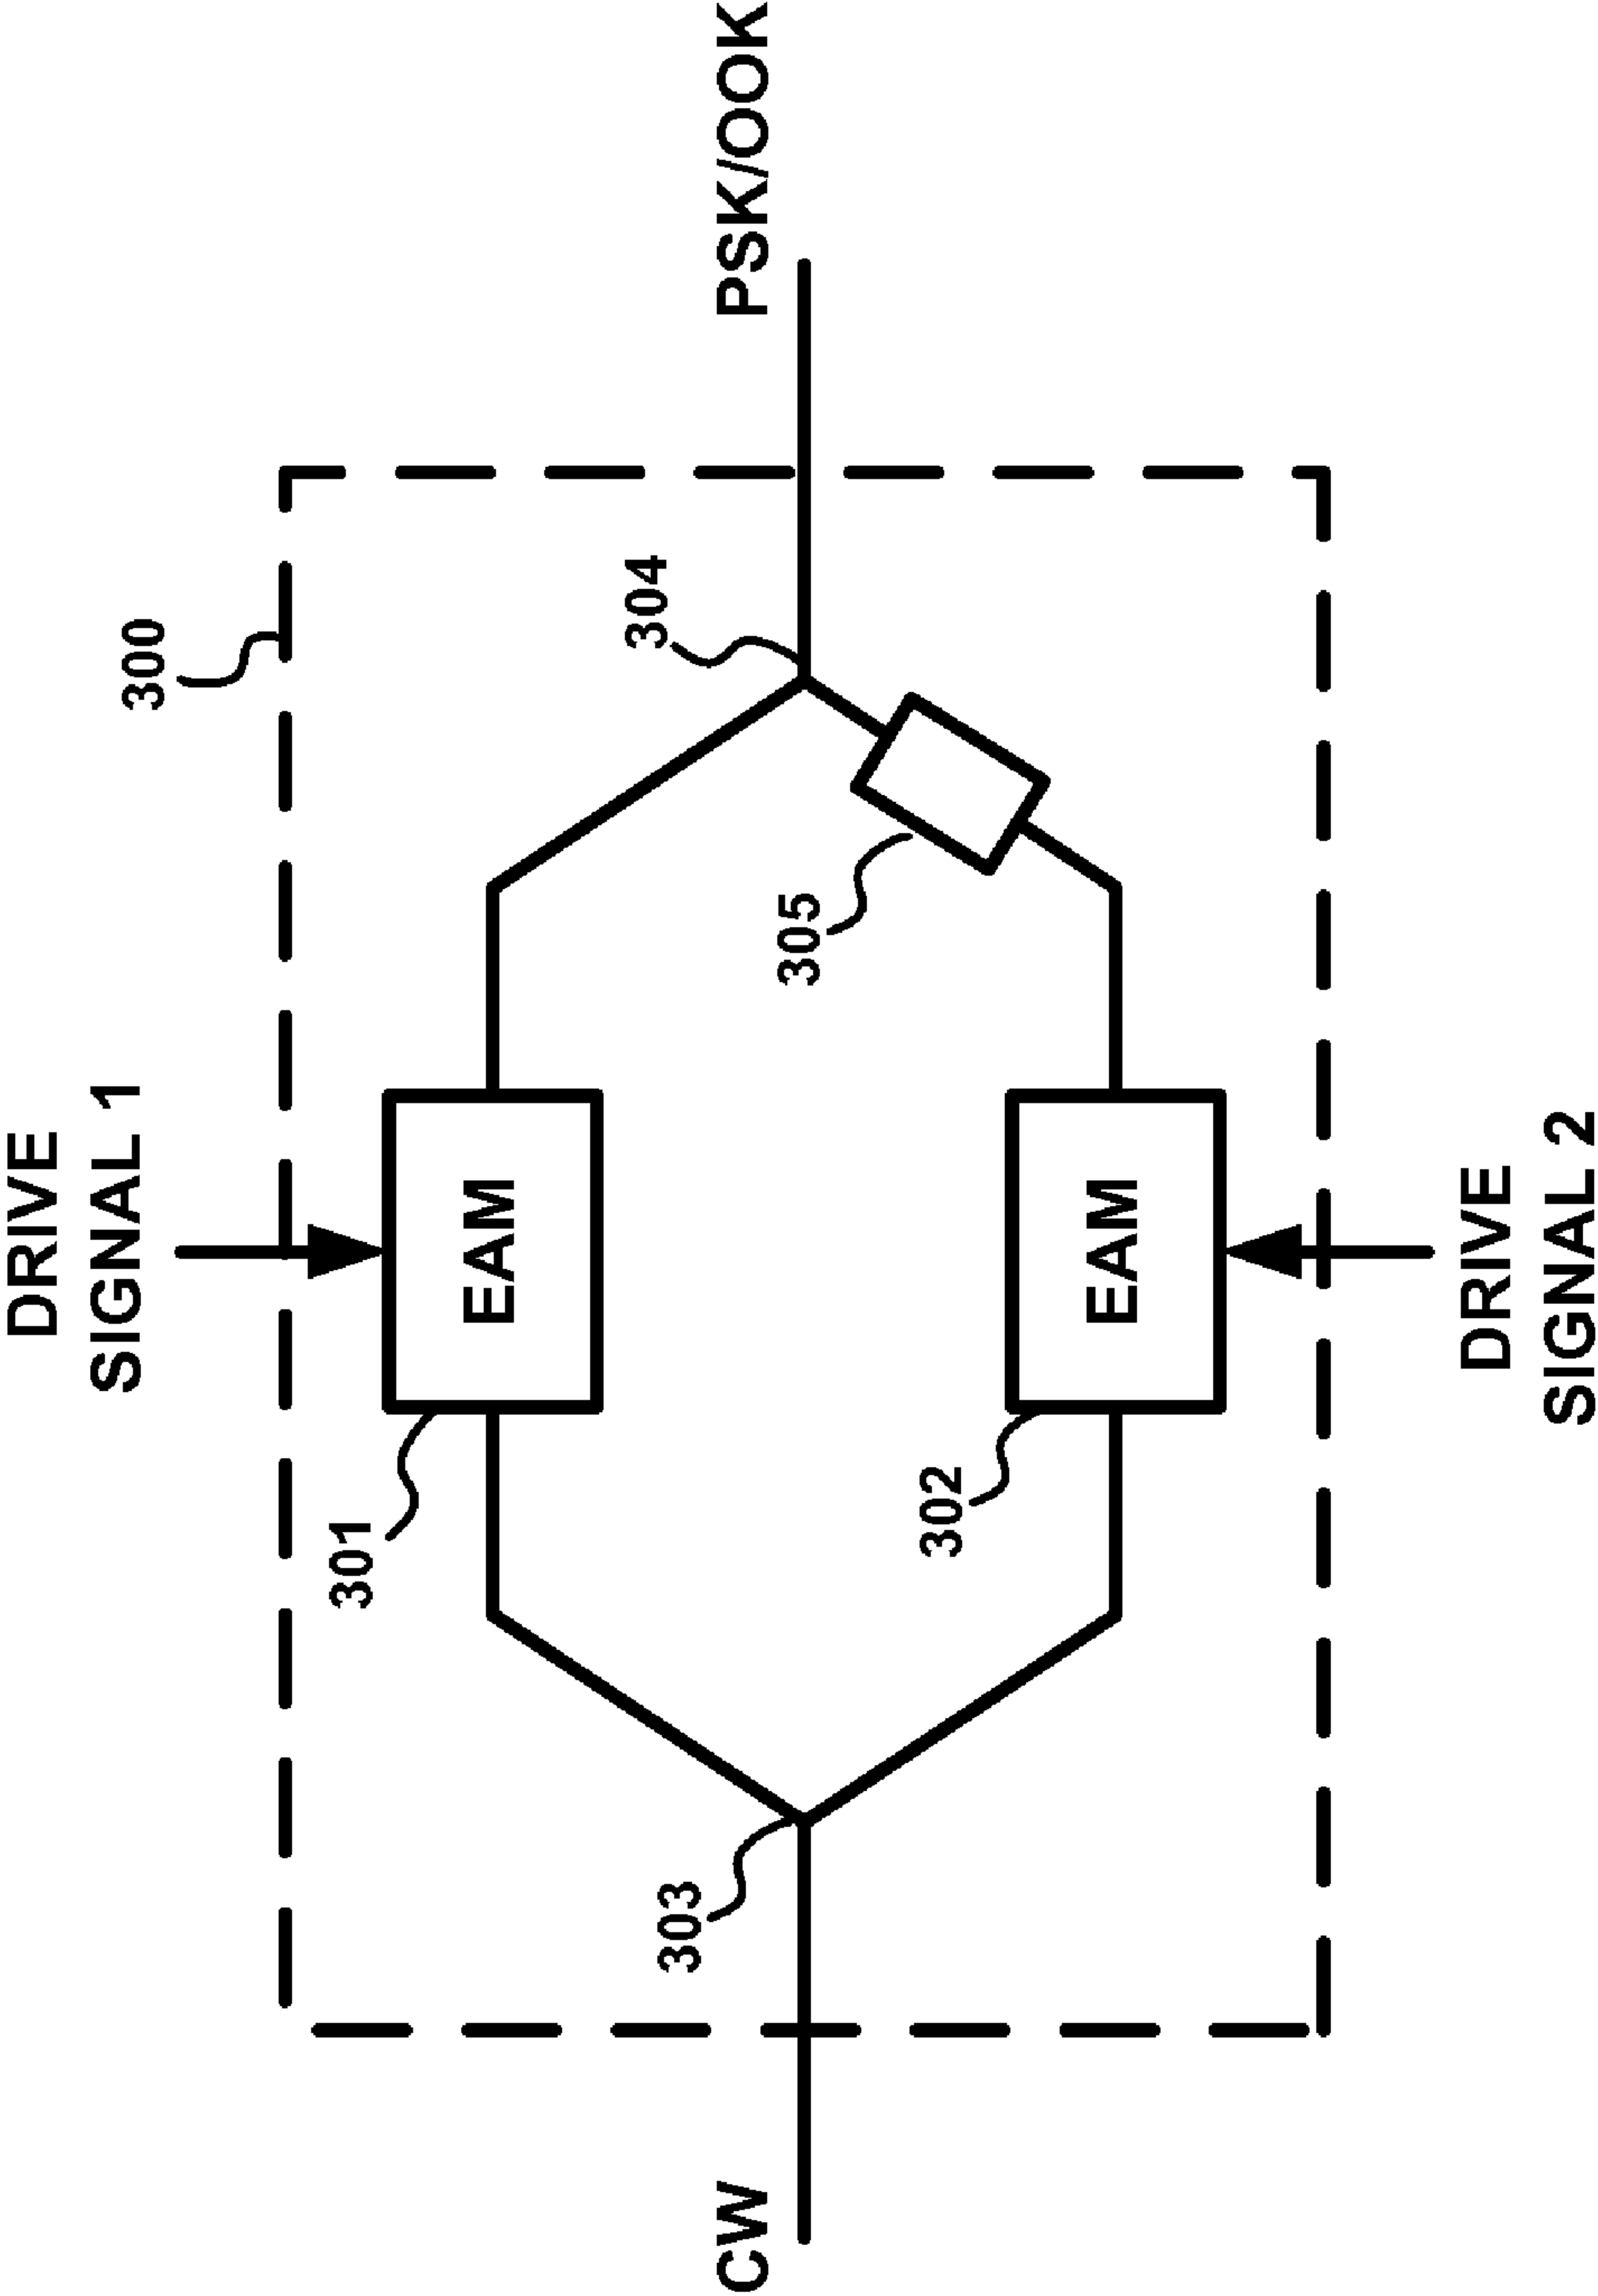 DRIVE
SIGNAL 1
300
301
EAM
304
PSK/OOK
CW
303
305
302
EAM
DRIVE
SIGNAL 2